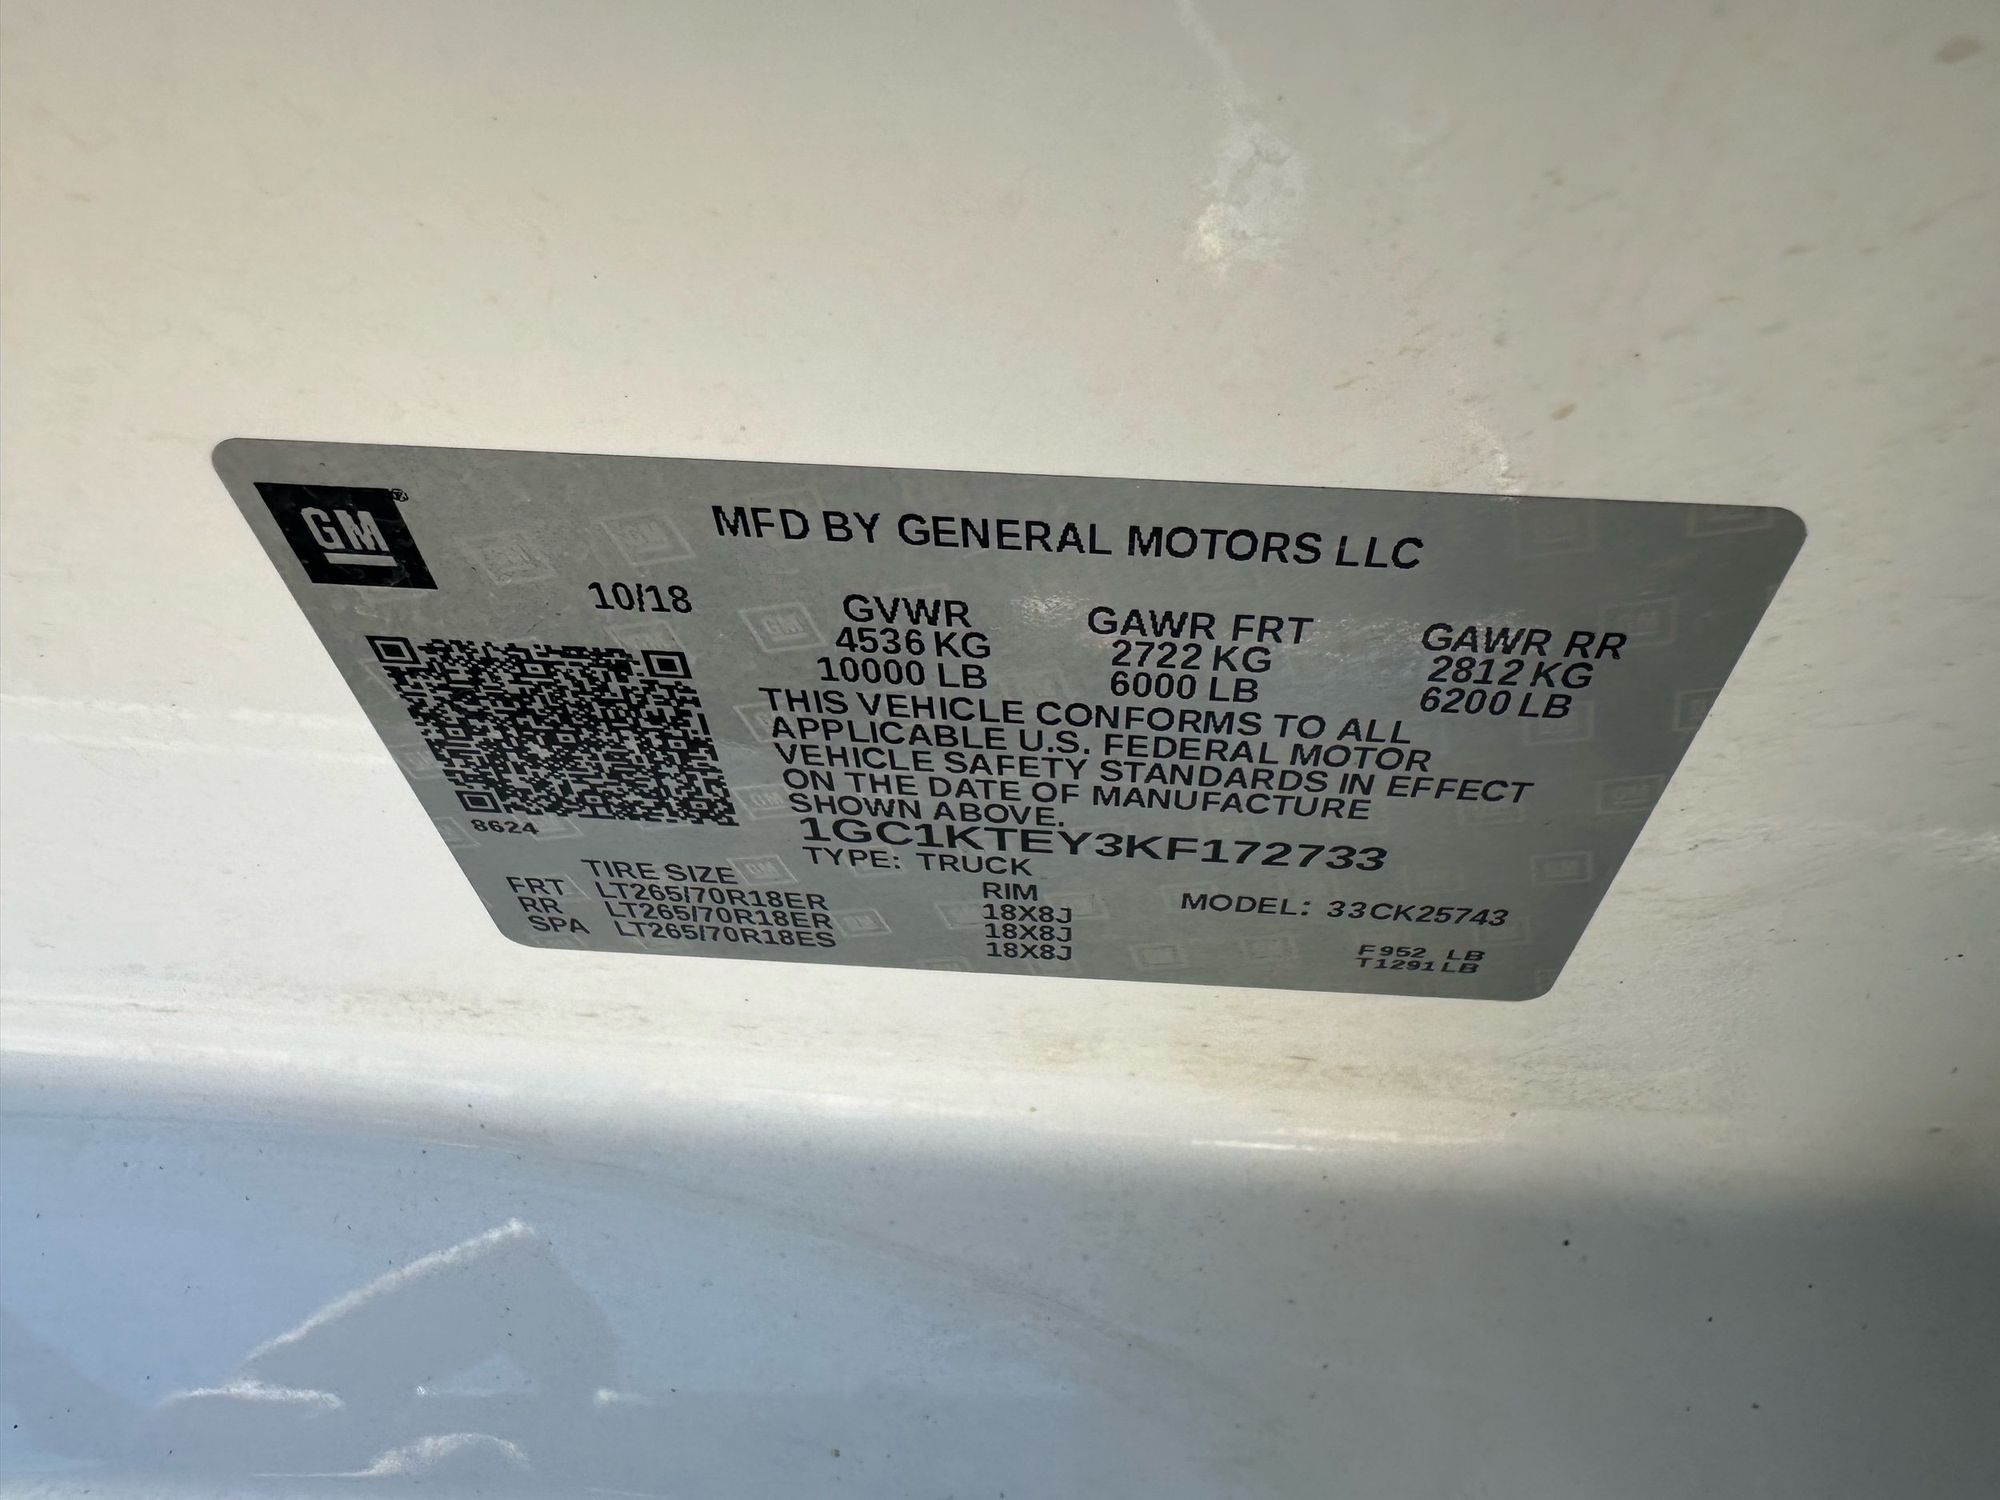 GM®
MFD BY GENERAL MOTORS LLC
10/18
GVWR GAWR FRT GAWR RR
4536 KG 2722 KG 2812 KG
10000 LB 6000 LB 6200 LB
THIS VEHICLE CONFORMS TO ALL
APPLICABLE U.S. FEDERAL MOTOR
VEHICLE SAFETY STANDARDS IN EFFECT
ON THE DATE OF MANUFACTURE
SHOWN ABOVE.
8624
1GC1KTEY3KF172733
TYPE: TRUCK
MODEL: 33CK25743
TIRE SIZE RIM
FRT LT265/70R18ER 18X8J
RR LT265/70R18ER 18X8J
SPA LT265/70R18ES 18X8J
F952 LB
T1291LB